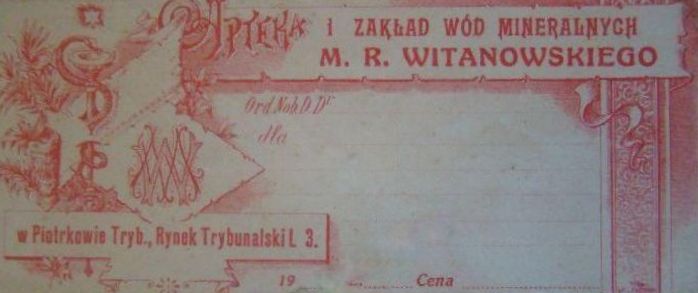 APTEKA i ZAKŁAD WÓD MINERALNYCH
M. R. WITANOWSKIEGO
Ord. Nob. D. Dr
dla
w Piotrkowie Tryb., Rynek Trybunalski L 3.
19 Cena